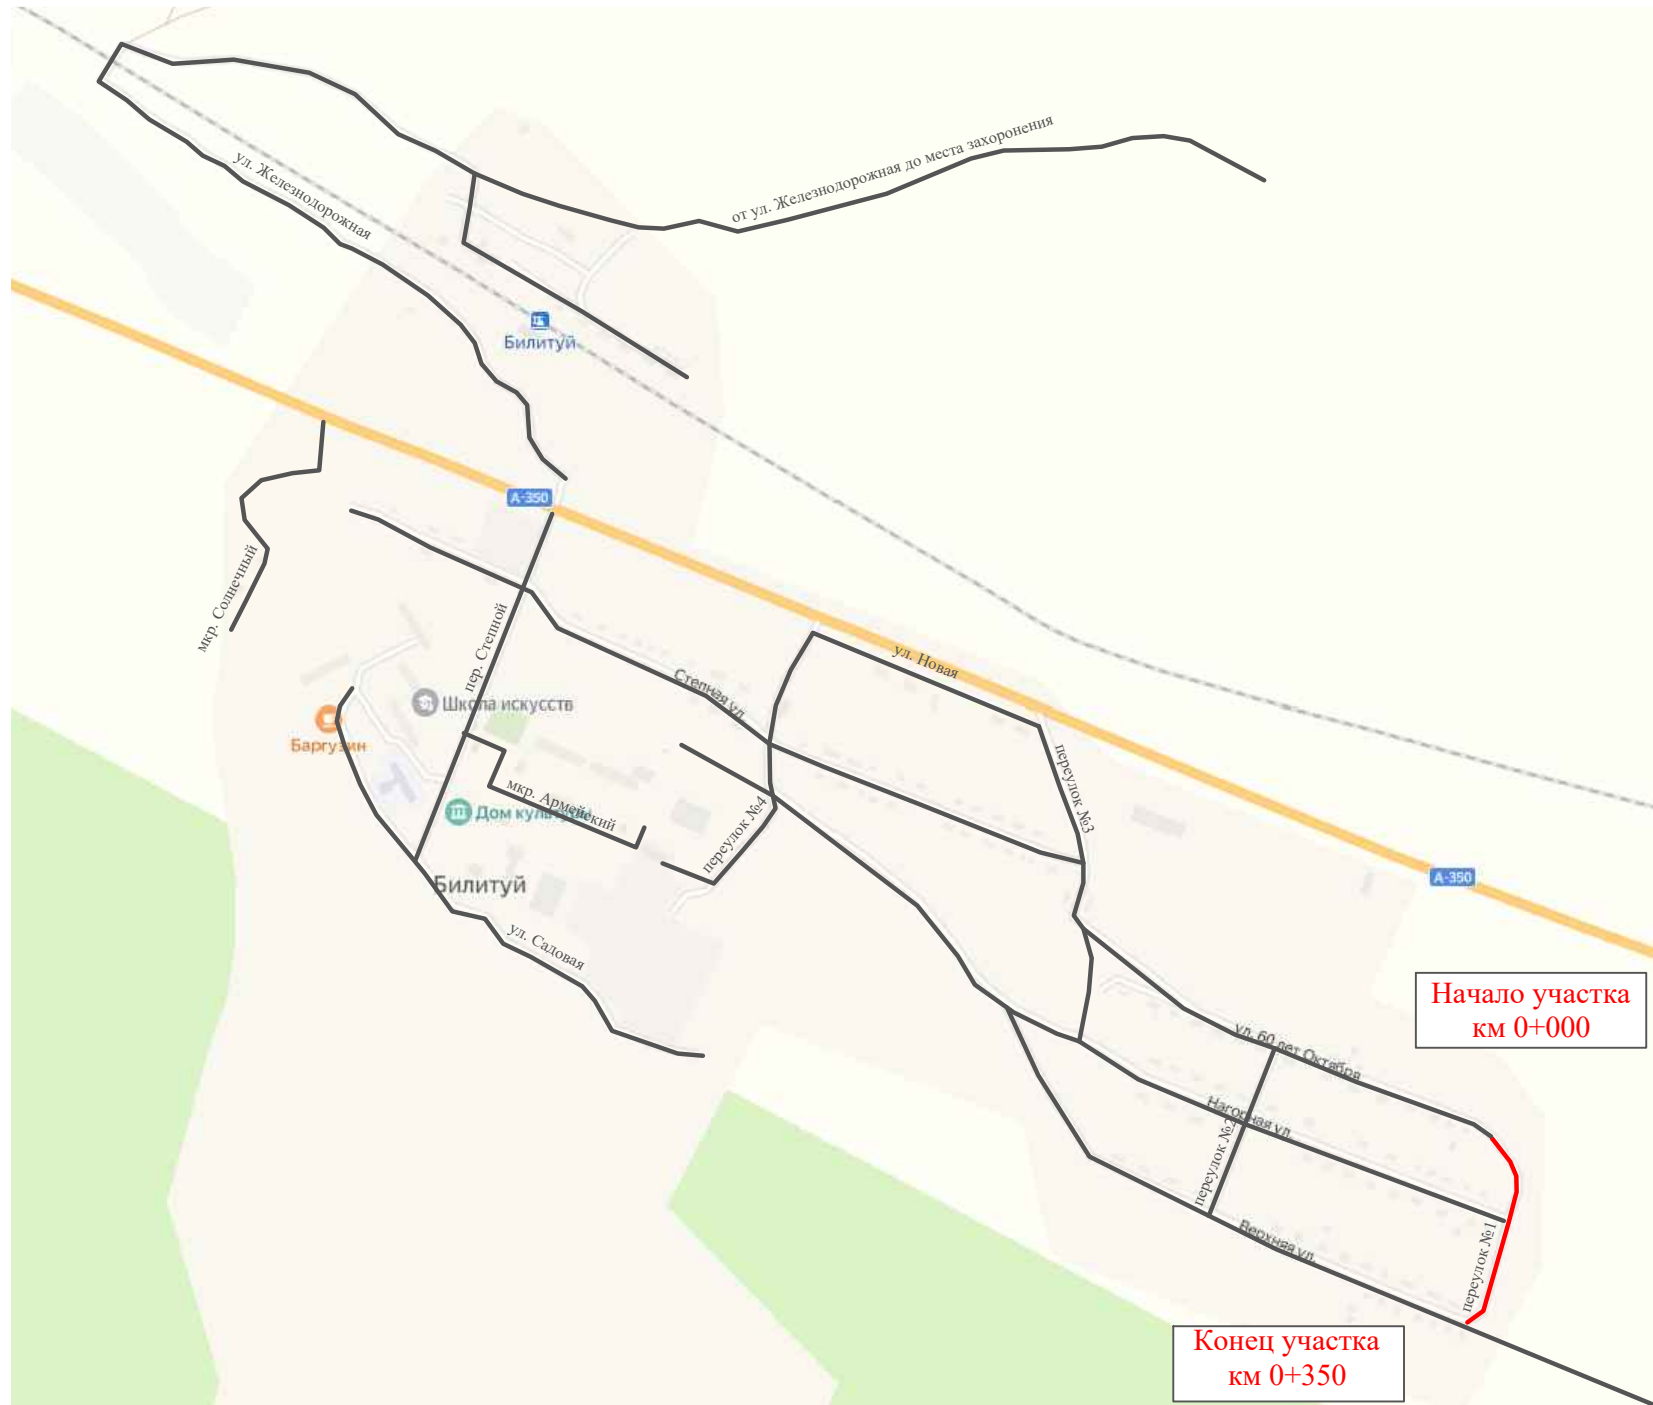 от ул. Железнодорожная до места захоронения
ул. Железнодорожная
Билитуй
А-350
мкр. Солнечный
пер. Степной
ул. Новая
Степная ул.
Школа искусств
Баргузин
переулок №3
мкр. Армейский
Дом культуры
переулок №4
А-350
Билитуй
ул. Садовая
Начало участка
км 0+000
ул. 60 лет Октября
Нагорная ул.
переулок №2
переулок №1
Верхняя ул.
Конец участка
км 0+350